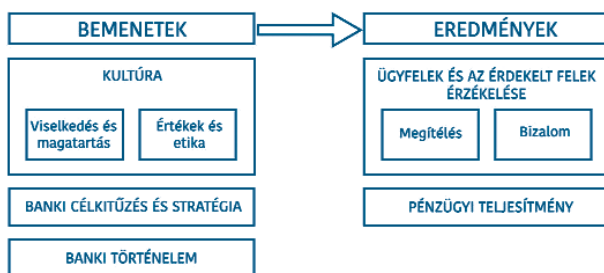 BEMENETEK
EREDMÉNYEK
KULTÚRA
Viselkedés és
magatartás
Értékek és
etika
BANKI CÉLKITŰZÉS ÉS STRATÉGIA
BANKI TÖRTÉNELEM
ÜGYFELEK ÉS AZ ÉRDEKELT FELEK
ÉRZÉKELÉSE
Megítélés
Bizalom
PÉNZÜGYI TELJESÍTMÉNY